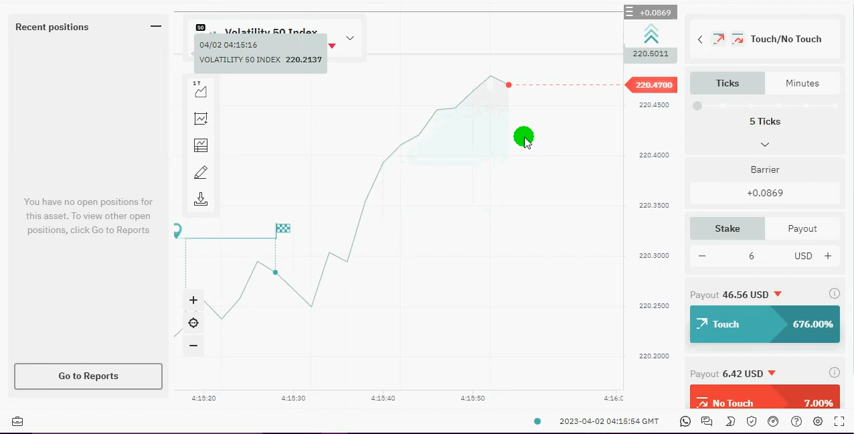 Recent positions
You have no open positions for
this asset. To view other open
positions, click Go to Reports
Go to Reports
50
Volatility 50 Index
04/02 04:15:16
VOLATILITY 50 INDEX 220.2137
1 T
+0.0869
220.5011
220.4700
220.4500
220.4000
220.3500
220.3000
220.2500
220.2000
4:15:20
4:15:30
4:15:40
4:15:50
4:16:0
Touch/No Touch
Ticks
Minutes
5 Ticks
Barrier
+0.0869
Stake
Payout
− 6 USD +
Payout 46.56 USD
Touch 676.00%
Payout 6.42 USD
No Touch 7.00%
2023-04-02 04:15:54 GMT